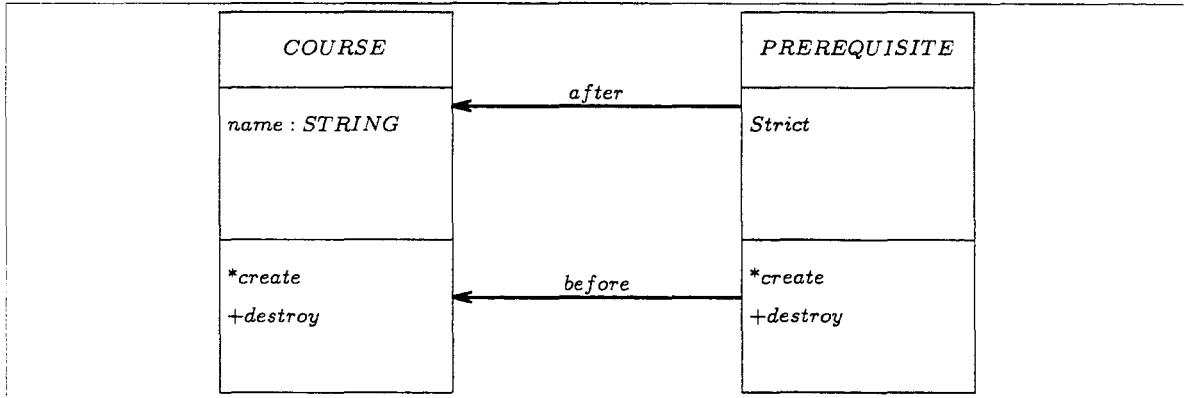 COURSE
name : STRING
*create
+destroy
after
before
PREREQUISITE
Strict
*create
+destroy